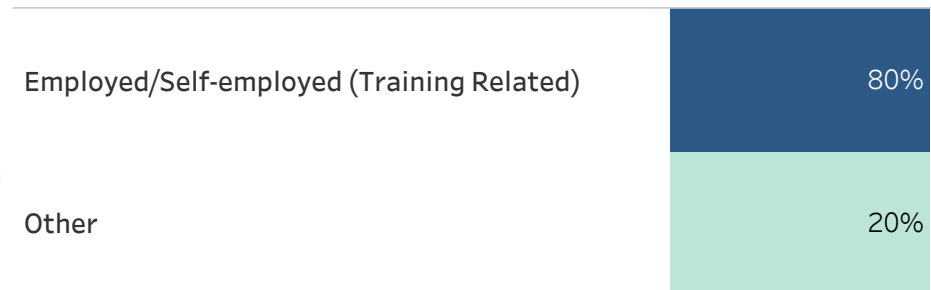 Employed/Self-employed (Training Related) 80%
Other 20%